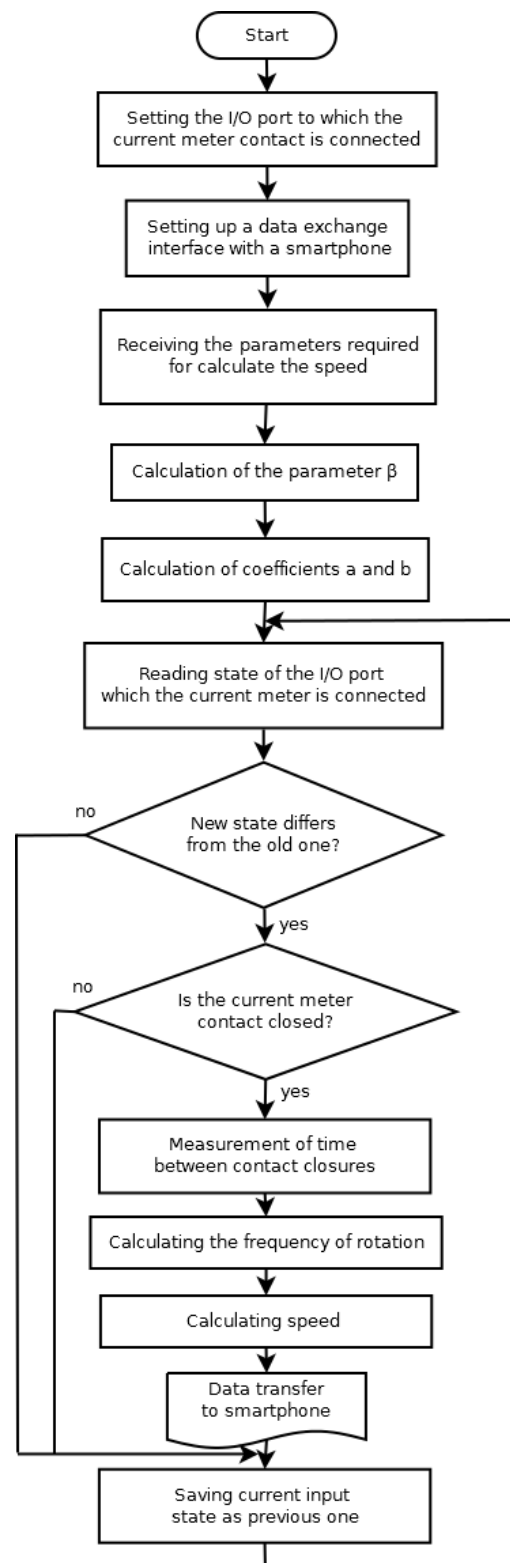 Start
Setting the I/O port to which the
current meter contact is connected
Setting up a data exchange
interface with a smartphone
Receiving the parameters required
for calculate the speed
Calculation of the parameter β
Calculation of coefficients a and b
Reading state of the I/O port
which the current meter is connected
no
New state differs
from the old one?
yes
no
Is the current meter
contact closed?
yes
Measurement of time
between contact closures
Calculating the frequency of rotation
Calculating speed
Data transfer
to smartphone
Saving current input
state as previous one